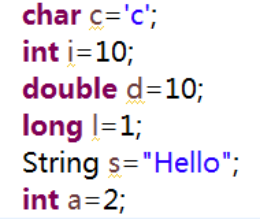 char c='c';
int i=10;
double d=10;
long l=1;
String s="Hello";
int a=2;